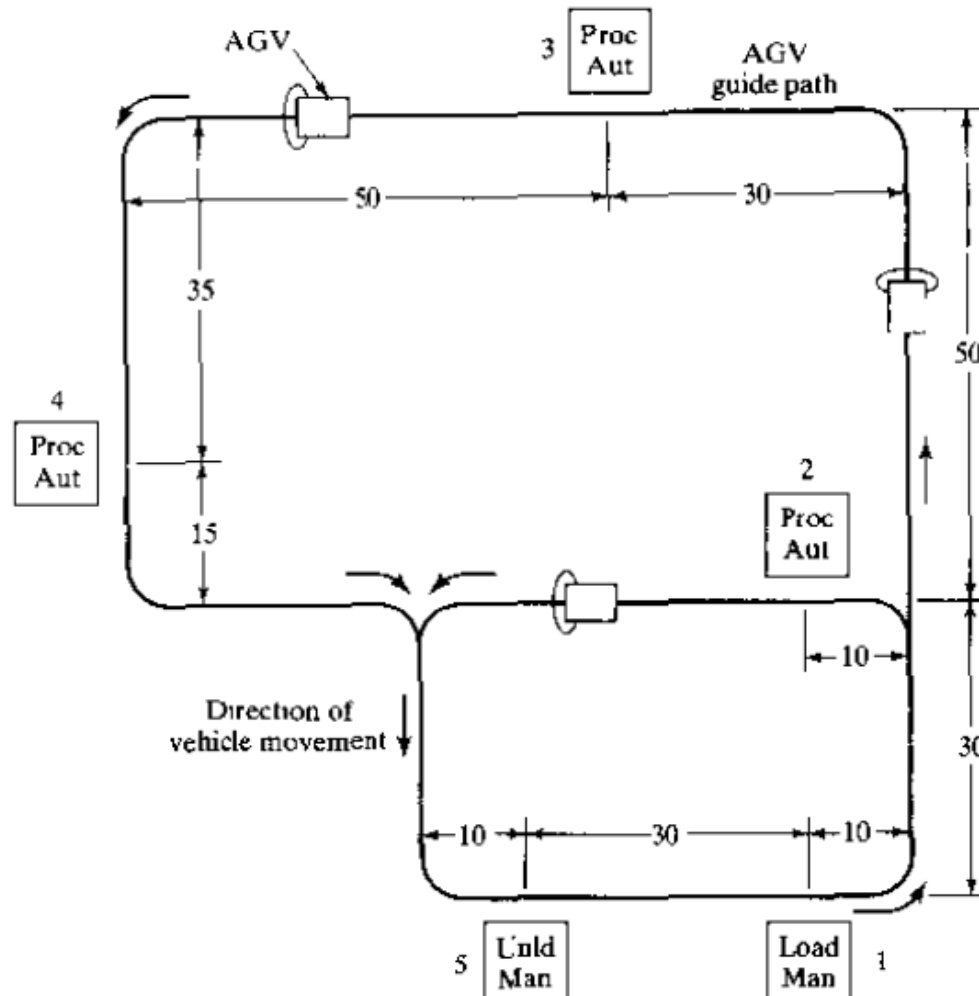 AGV
3
Proc
Aut
AGV
guide path
50
30
35
50
4
Proc
Aut
2
Proc
Aut
15
10
Direction of
vehicle movement
30
10
30
10
5
Unld
Man
Load
Man
1